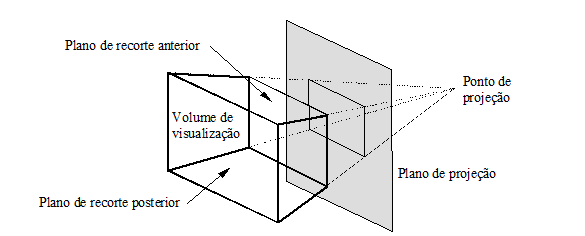 Plano de recorte anterior
Ponto de
projeção
Volume de
visualização
Plano de projeção
Plano de recorte posterior